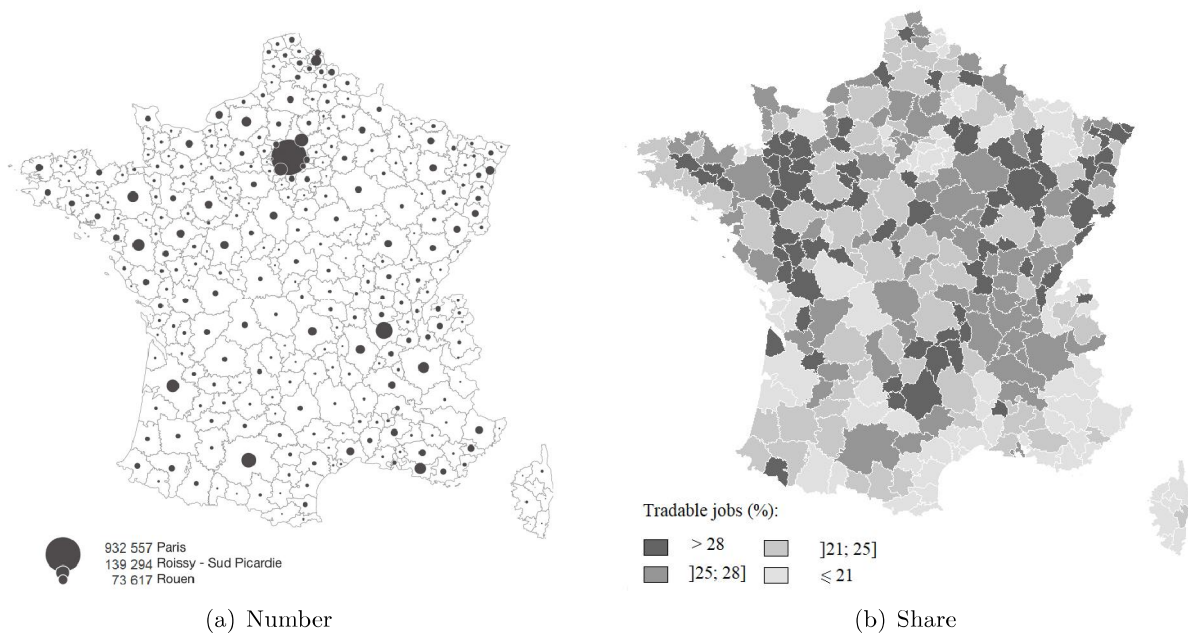 932 557 Paris
139 294 Roissy - Sud Picardie
73 617 Rouen
Tradable jobs (%):
> 28
]21; 25]
]25; 28]
⩽ 21
(a) Number
(b) Share